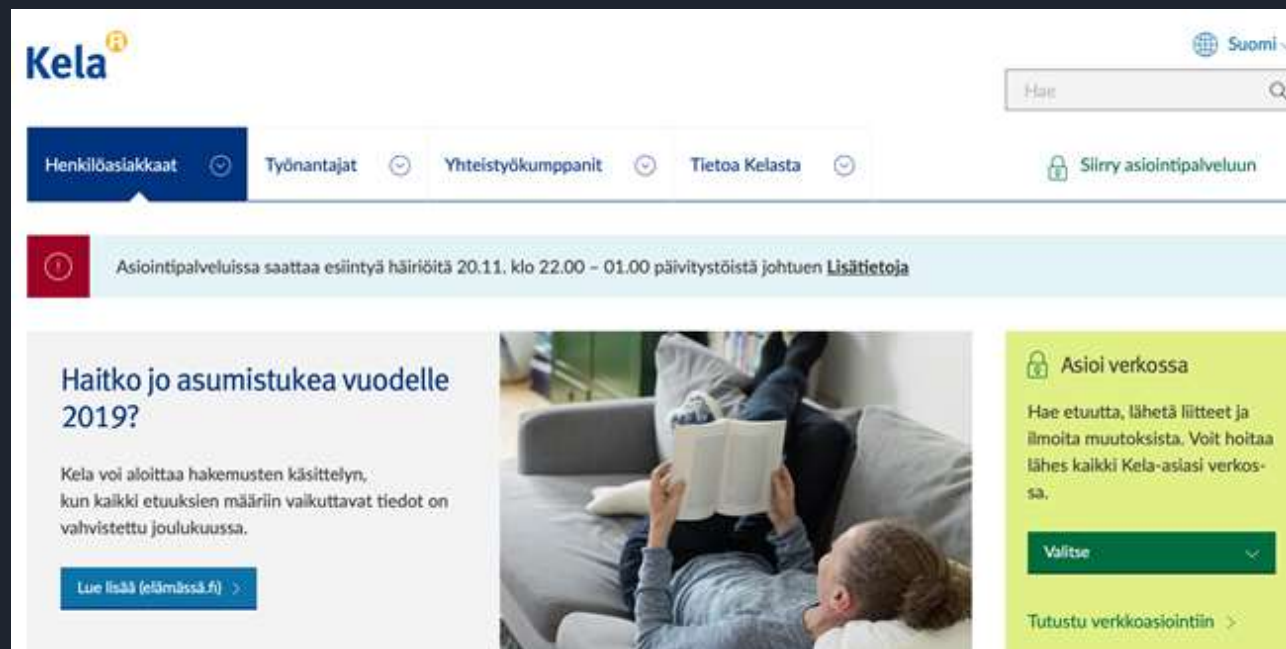 Kela
Suomi
Hae
Henkilöasiakkaat
Työnantajat
Yhteistyökumppanit
Tietoa Kelasta
Siirry asiointipalveluun
Asiointipalveluissa saattaa esiintyä häiriöitä 20.11. klo 22.00 – 01.00 päivitystöistä johtuen Lisätietoja
Haitko jo asumistukea vuodelle
2019?
Kela voi aloittaa hakemusten käsittelyn,
kun kaikki etuuksien määriin vaikuttavat tiedot on
vahvistettu joulukuussa.
Lue lisää (elämässä.fi)
Asioi verkossa
Hae etuutta, lähetä liitteet ja
ilmoita muutoksista. Voit hoitaa
lähes kaikki Kela-asiasi verkos-
sa.
Valitse
Tutustu verkkoasiointiin